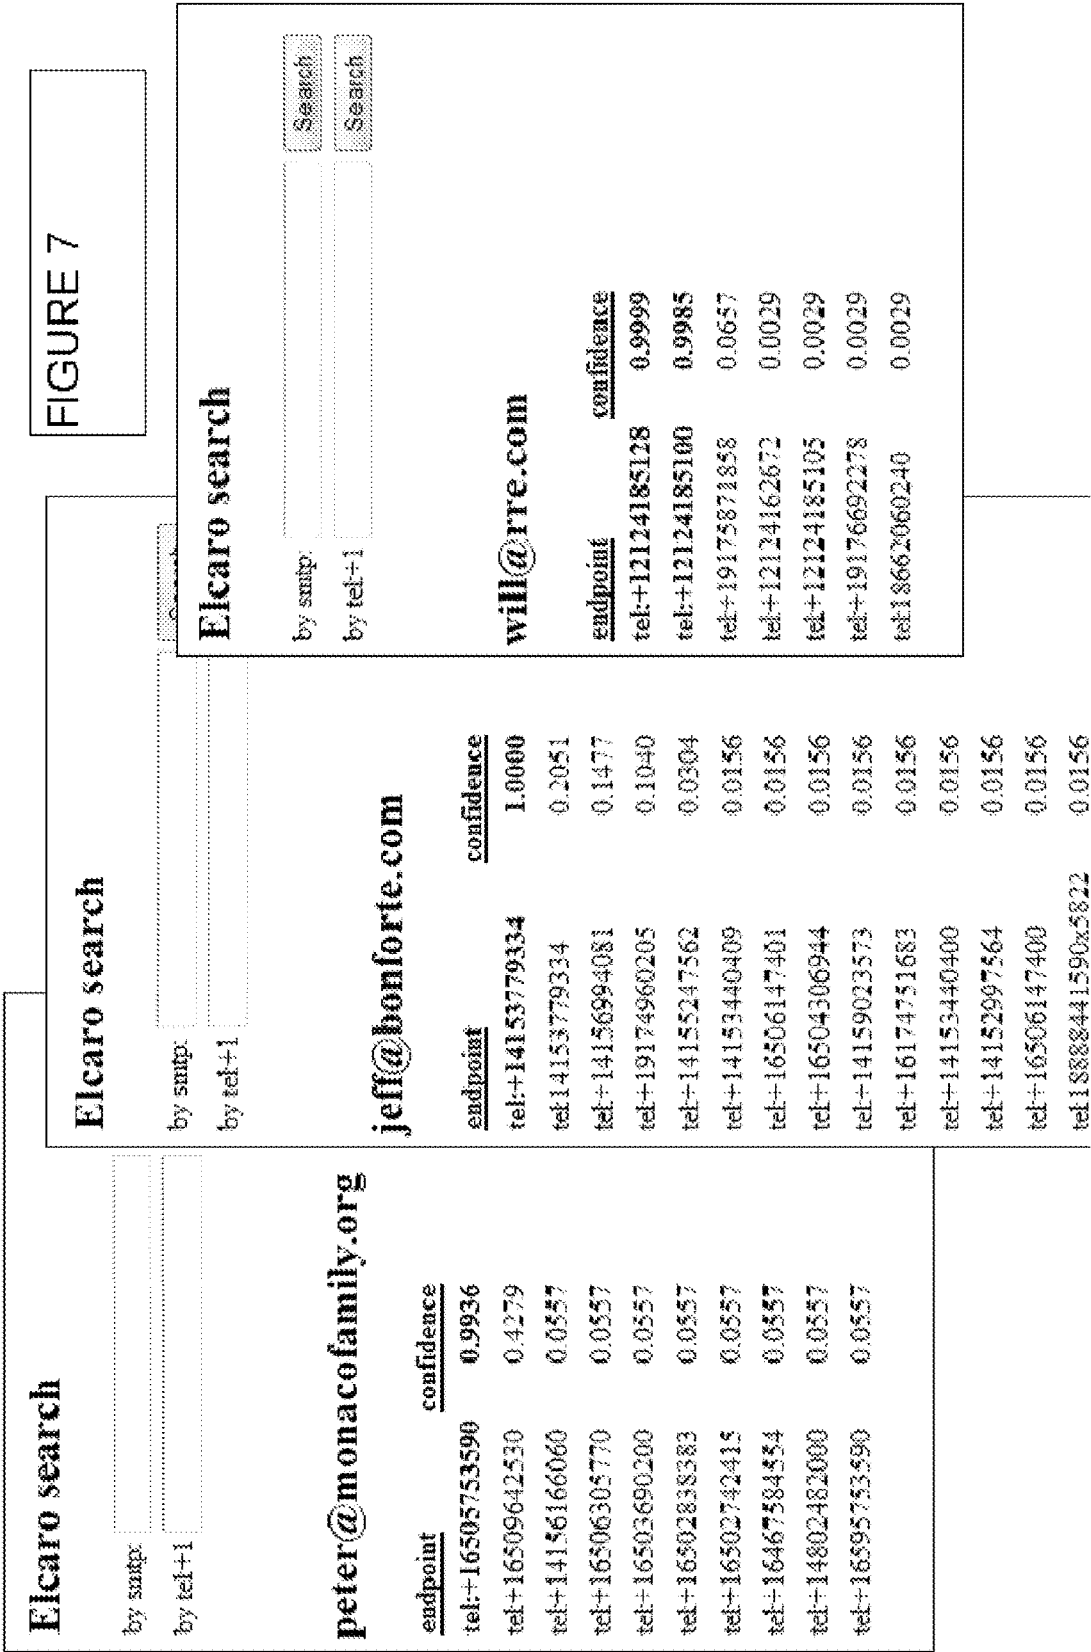 FIGURE 7
Elcaro search
by smtp:
by tel:+1
peter@monacofamily.org
endpoint confidence
tel:+16505753590 0.9936
tel:+16509642530 0.4279
tel:+14156166060 0.0557
tel:+16506305770 0.0557
tel:+16503690200 0.0557
tel:+16502838383 0.0557
tel:+16502742415 0.0557
tel:+16467584554 0.0557
tel:+14802482000 0.0557
tel:+16595753590 0.0557
Elcaro search
by smtp:
by tel:+1
jeff@bonforte.com
endpoint confidence
tel:+14153779334 1.0000
tel:14153779334 0.2051
tel:+14156994081 0.1477
tel:+19174960205 0.1040
tel:+14155247562 0.0304
tel:+14153440409 0.0156
tel:+16506147401 0.0156
tel:+16504306944 0.0156
tel:+14159023573 0.0156
tel:+16174751683 0.0156
tel:+14153440400 0.0156
tel:+14152997564 0.0156
tel:+16506147400 0.0156
tel:18888441590x5822 0.0156
Elcaro search
by smtp: Search
by tel:+1 Search
will@rre.com
endpoint confidence
tel:+12124185128 0.9999
tel:+12124185100 0.9985
tel:+19175871858 0.0657
tel:+12124162672 0.0029
tel:+12124185105 0.0029
tel:+19176692278 0.0029
tel:18662060240 0.0029